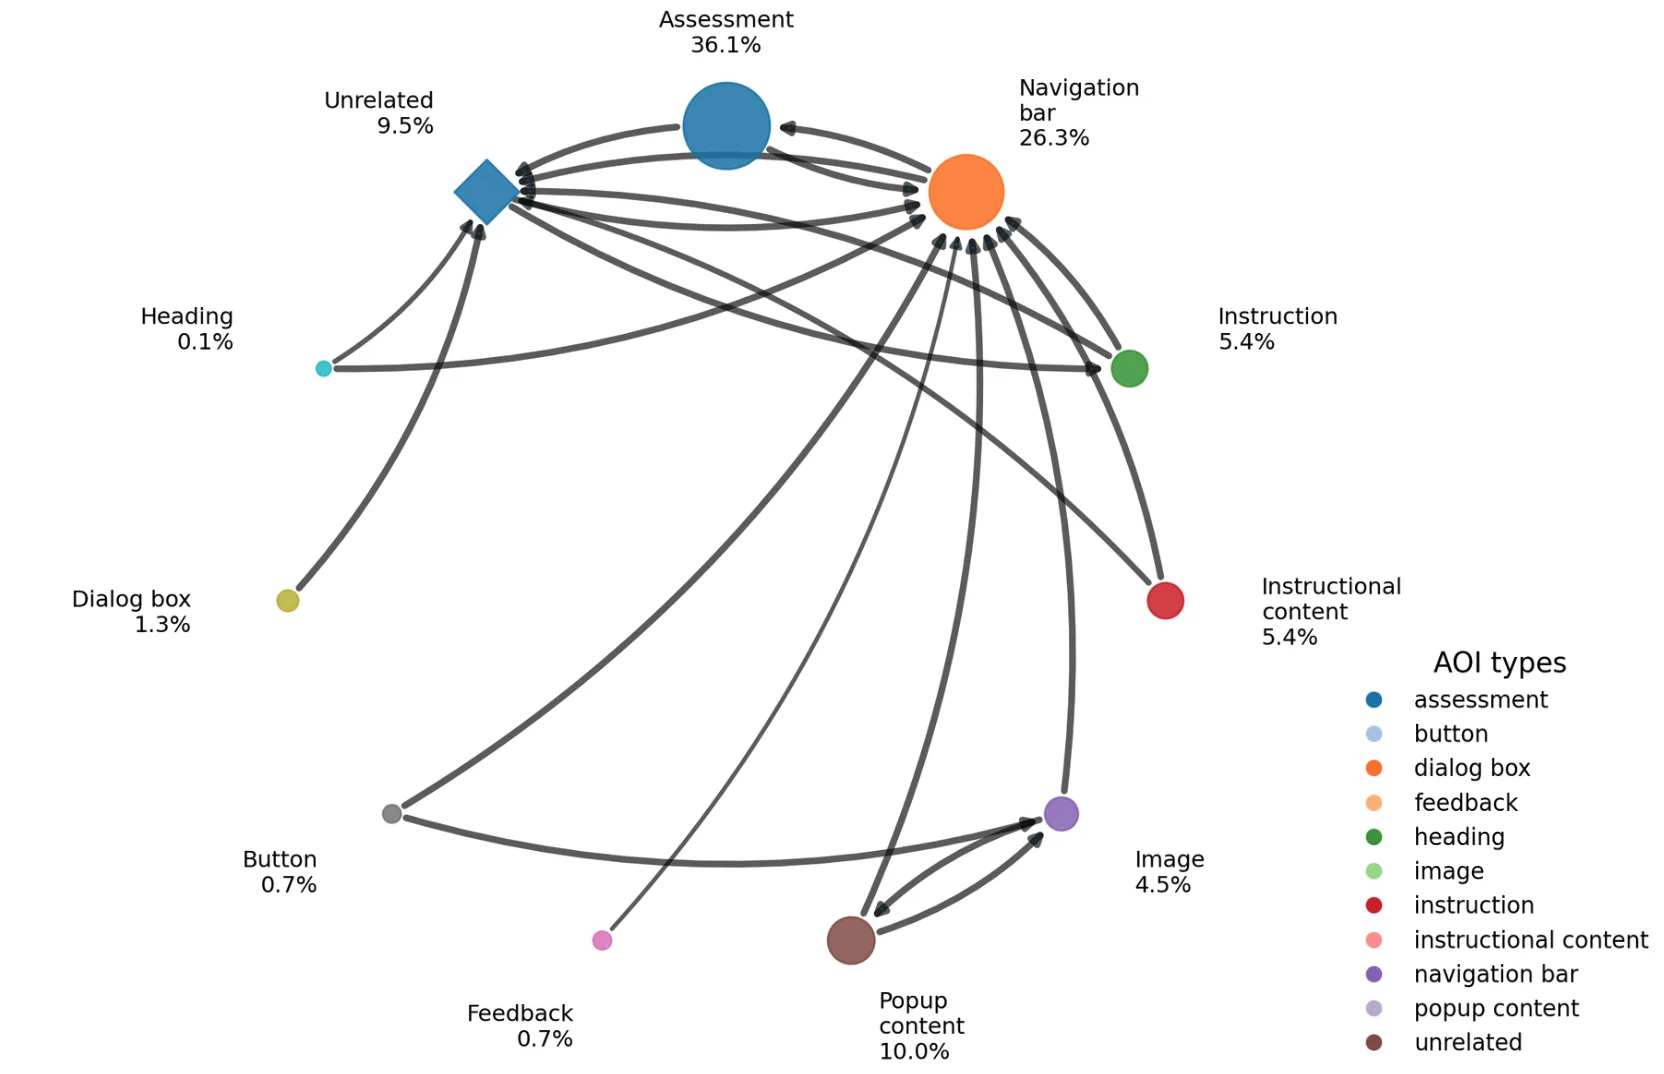 Assessment
36.1%
Unrelated
9.5%
Navigation
bar
26.3%
Heading
0.1%
Instruction
5.4%
Dialog box
1.3%
Instructional
content
5.4%
Button
0.7%
Image
4.5%
Feedback
0.7%
Popup
content
10.0%
AOI types
assessment
button
dialog box
feedback
heading
image
instruction
instructional content
navigation bar
popup content
unrelated